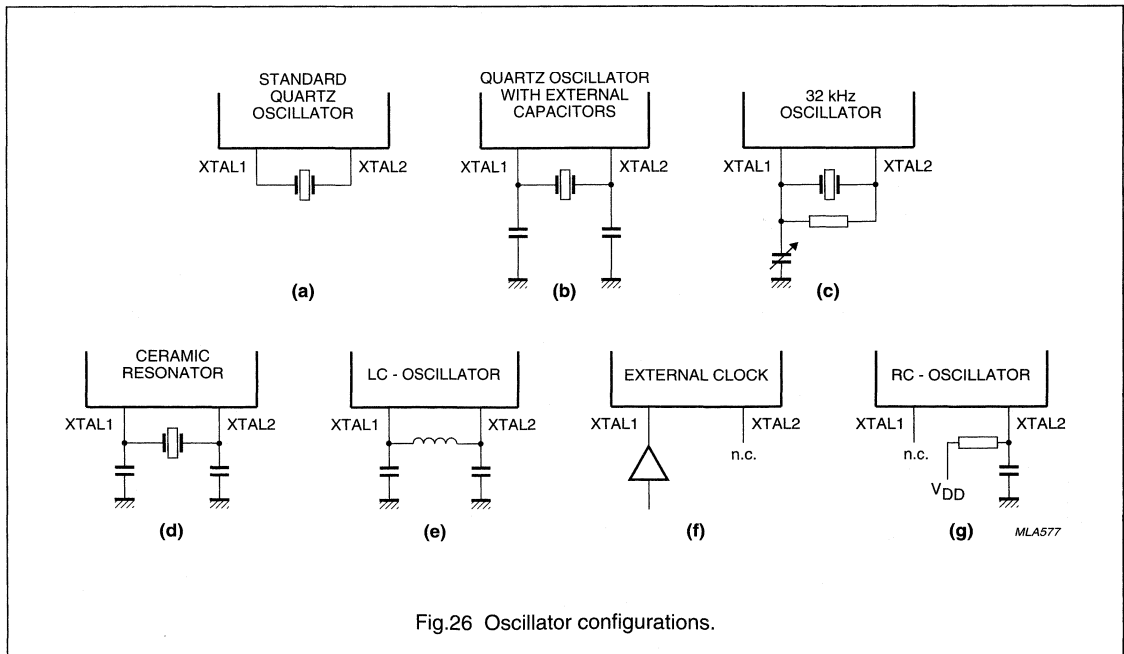 STANDARD
QUARTZ
OSCILLATOR
XTAL1
XTAL2
(a)
QUARTZ OSCILLATOR
WITH EXTERNAL
CAPACITORS
XTAL1
XTAL2
(b)
32 kHz
OSCILLATOR
XTAL1
XTAL2
(c)
CERAMIC
RESONATOR
XTAL1
XTAL2
(d)
LC - OSCILLATOR
XTAL1
XTAL2
(e)
EXTERNAL CLOCK
XTAL1
XTAL2
n.c.
(f)
RC - OSCILLATOR
XTAL1
XTAL2
n.c.
VDD
(g)
MLA577
Fig.26 Oscillator configurations.